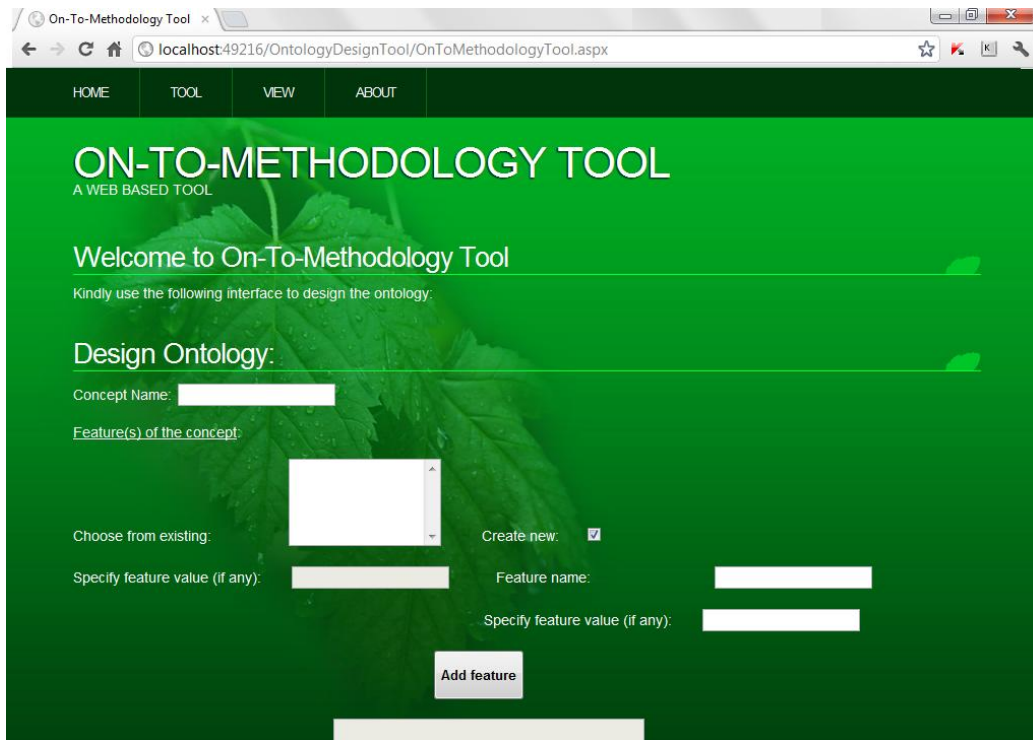 On-To-Methodology Tool
localhost:49216/OntologyDesignTool/OnToMethodologyTool.aspx
HOME TOOL VIEW ABOUT
ON-TO-METHODOLOGY TOOL
A WEB BASED TOOL
Welcome to On-To-Methodology Tool
Kindly use the following interface to design the ontology:
Design Ontology:
Concept Name:
Feature(s) of the concept:
Choose from existing: Create new:
Specify feature value (if any): Feature name:
Specify feature value (if any):
Add feature